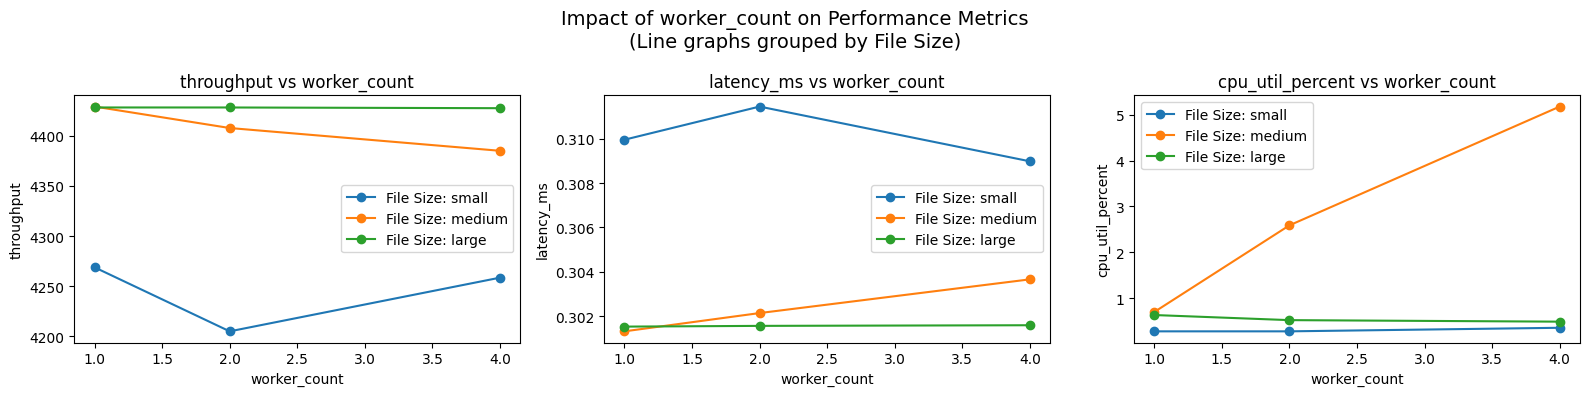 Impact of worker_count on Performance Metrics
(Line graphs grouped by File Size)
throughput vs worker_count
throughput
4400
4350
4300
4250
4200
File Size: small
File Size: medium
File Size: large
1.0 1.5 2.0 2.5 3.0 3.5 4.0
worker_count
latency_ms vs worker_count
latency_ms
0.310
0.308
0.306
0.304
0.302
File Size: small
File Size: medium
File Size: large
1.0 1.5 2.0 2.5 3.0 3.5 4.0
worker_count
cpu_util_percent vs worker_count
cpu_util_percent
5
4
3
2
1
File Size: small
File Size: medium
File Size: large
1.0 1.5 2.0 2.5 3.0 3.5 4.0
worker_count